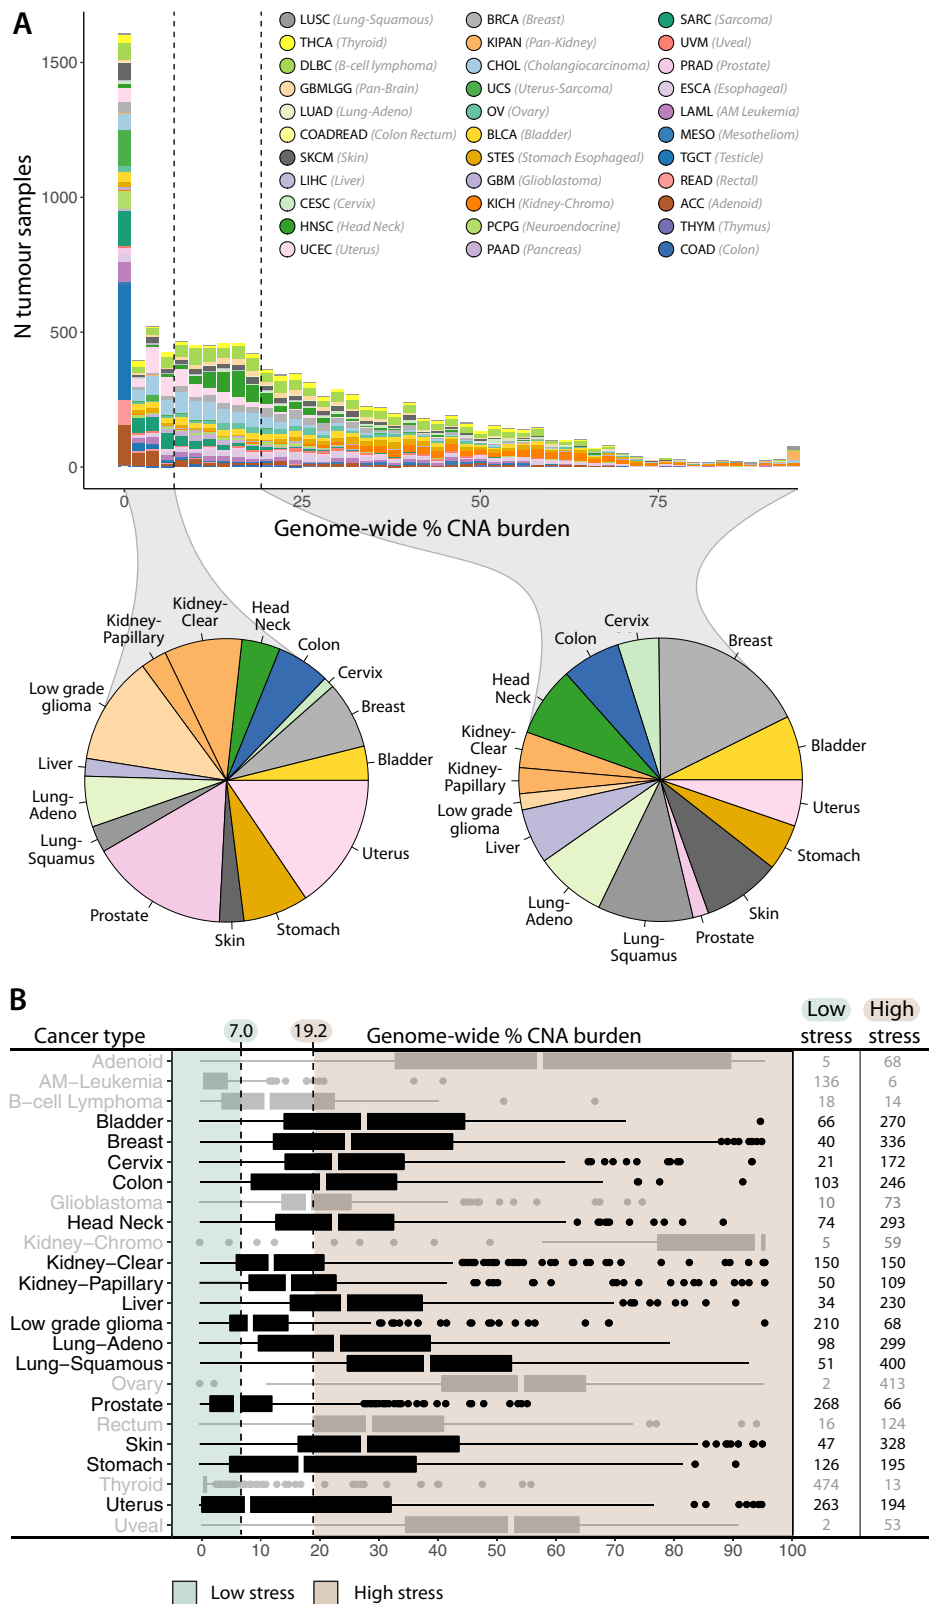 A
N tumour samples
1500
1000
500
0
LUSC (Lung-Squamous)
THCA (Thyroid)
DLBC (B-cell lymphoma)
GBMLGG (Pan-Brain)
LUAD (Lung-Adeno)
COADREAD (Colon Rectum)
SKCM (Skin)
LIHC (Liver)
CESC (Cervix)
HNSC (Head Neck)
UCEC (Uterus)
BRCA (Breast)
KIPAN (Pan-Kidney)
CHOL (Cholangiocarcinoma)
UCS (Uterus-Sarcoma)
OV (Ovary)
BLCA (Bladder)
STES (Stomach Esophageal)
GBM (Glioblastoma)
KICH (Kidney-Chromo)
PCPG (Neuroendocrine)
PAAD (Pancreas)
SARC (Sarcoma)
UVM (Uveal)
PRAD (Prostate)
ESCA (Esophageal)
LAML (AM Leukemia)
MESO (Mesotheliom)
TGCT (Testicle)
READ (Rectal)
ACC (Adenoid)
THYM (Thymus)
COAD (Colon)
0 25 50 75
Genome-wide % CNA burden
Kidney-
Papillary
Kidney-
Clear
Head
Neck
Colon
Cervix
Breast
Bladder
Uterus
Stomach
Skin
Prostate
Lung-
Squamus
Lung-
Adeno
Liver
Low grade
glioma
Cervix
Breast
Bladder
Uterus
Stomach
Skin
Prostate
Lung-
Squamus
Lung-
Adeno
Liver
Low grade
glioma
Kidney-
Papillary
Kidney-
Clear
Head
Neck
Colon
B
Cancer type 7.0 19.2 Genome-wide % CNA burden Low stress High stress
Adenoid 5 68
AM–Leukemia 136 6
B–cell Lymphoma 18 14
Bladder 66 270
Breast 40 336
Cervix 21 172
Colon 103 246
Glioblastoma 10 73
Head Neck 74 293
Kidney–Chromo 5 59
Kidney–Clear 150 150
Kidney–Papillary 50 109
Liver 34 230
Low grade glioma 210 68
Lung–Adeno 98 299
Lung–Squamous 51 400
Ovary 2 413
Prostate 268 66
Rectum 16 124
Skin 47 328
Stomach 126 195
Thyroid 474 13
Uterus 263 194
Uveal 2 53
0 10 20 30 40 50 60 70 80 90 100
Low stress High stress